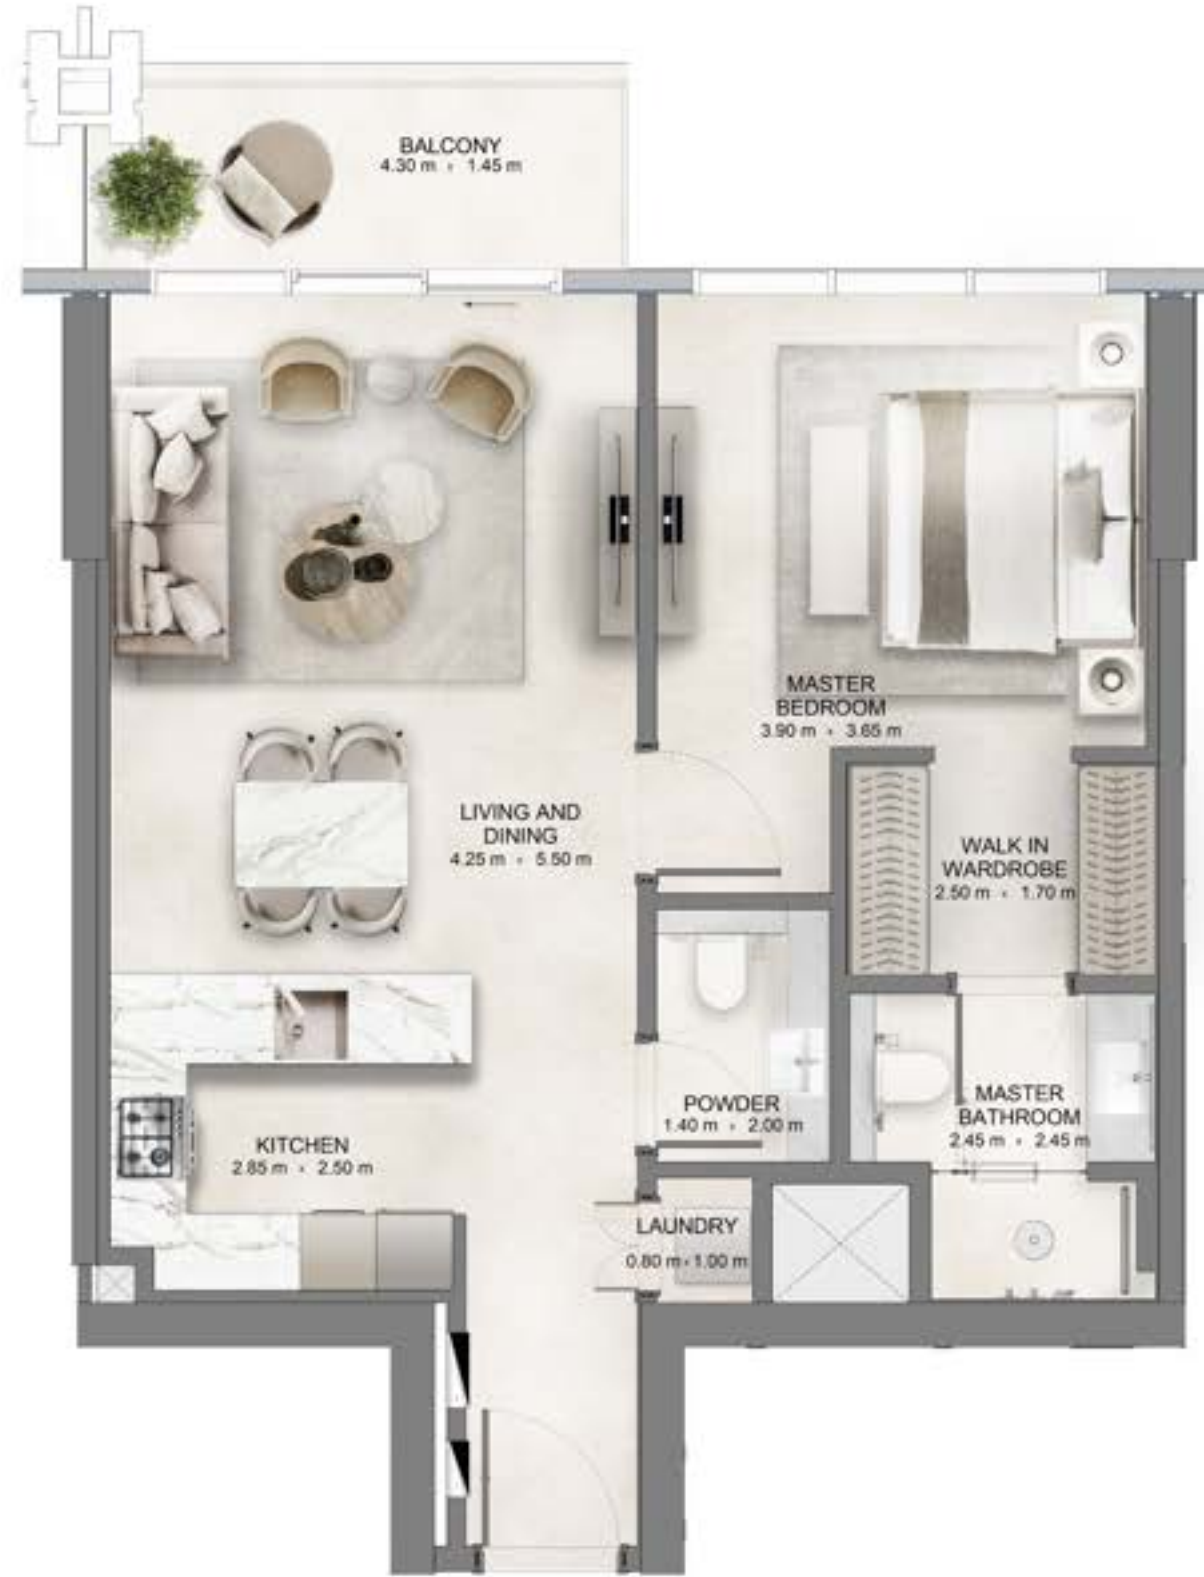 BALCONY
4.30 m x 1.45 m
MASTER
BEDROOM
3.90 m x 3.65 m
LIVING AND
DINING
4.25 m x 5.50 m
WALK IN
WARDROBE
2.50 m x 1.70 m
POWDER
1.40 m x 2.00 m
MASTER
BATHROOM
2.45 m x 2.45 m
KITCHEN
2.85 m x 2.50 m
LAUNDRY
0.80 m x 1.00 m